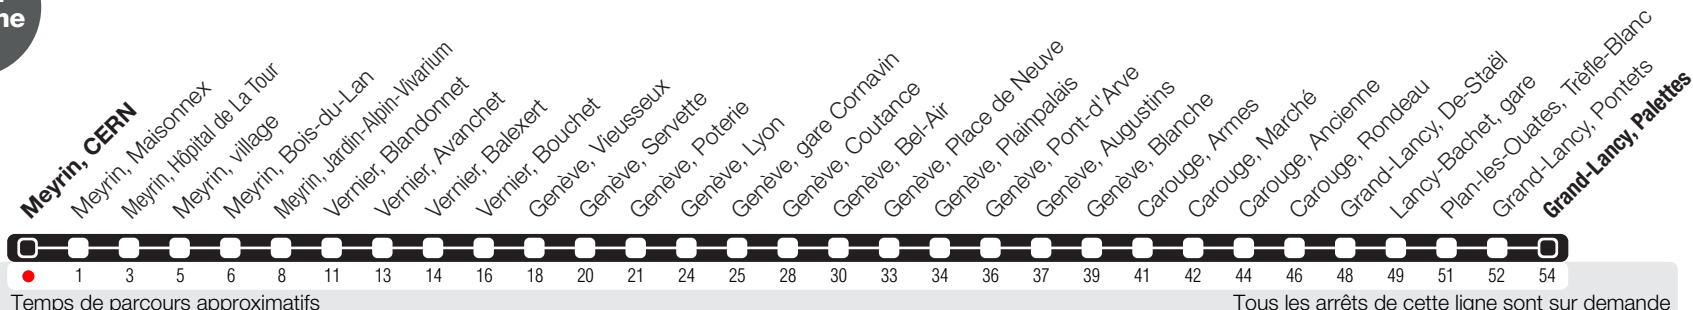 ne
Meyrin, CERN
Meyrin, Maisonnex
Meyrin, Hôpital de La Tour
Meyrin, village
Meyrin, Bois-du-Lan
Meyrin, Jardin-Alpin-Vivarium
Vernier, Blandonnet
Vernier, Avanchet
Vernier, Balexert
Vernier, Bouchet
Genève, Vieusseux
Genève, Servette
Genève, Poterie
Genève, Lyon
Genève, gare Cornavin
Genève, Coutance
Genève, Bel-Air
Genève, Place de Neuve
Genève, Plainpalais
Genève, Pont-d'Arve
Genève, Augustins
Genève, Blanche
Carouge, Armes
Carouge, Marché
Carouge, Ancienne
Carouge, Rondeau
Grand-Lancy, De-Staël
Lancy-Bachet, gare
Plan-les-Ouates, Trèfle-Blanc
Grand-Lancy, Pontets
Grand-Lancy, Palettes
1 3 5 6 8 11 13 14 16 18 20 21 24 25 28 30 33 34 36 37 39 41 42 44 46 48 49 51 52 54
Temps de parcours approximatifs
Tous les arrêts de cette ligne sont sur demande